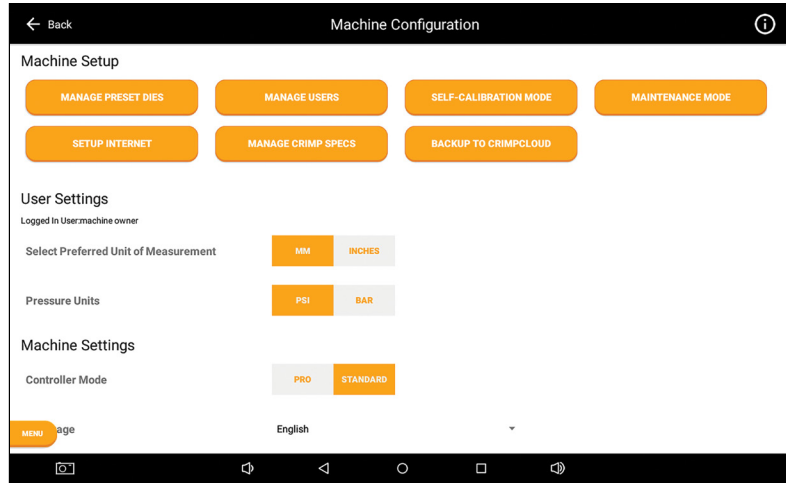 Back Machine Configuration
Machine Setup
MANAGE PRESET DIES MANAGE USERS SELF-CALIBRATION MODE MAINTENANCE MODE
SETUP INTERNET MANAGE CRIMP SPECS BACKUP TO CRIMPCLOUD
User Settings
Logged In User:machine owner
Select Preferred Unit of Measurement MM INCHES
Pressure Units PSI BAR
Machine Settings
Controller Mode PRO STANDARD
MENU age English